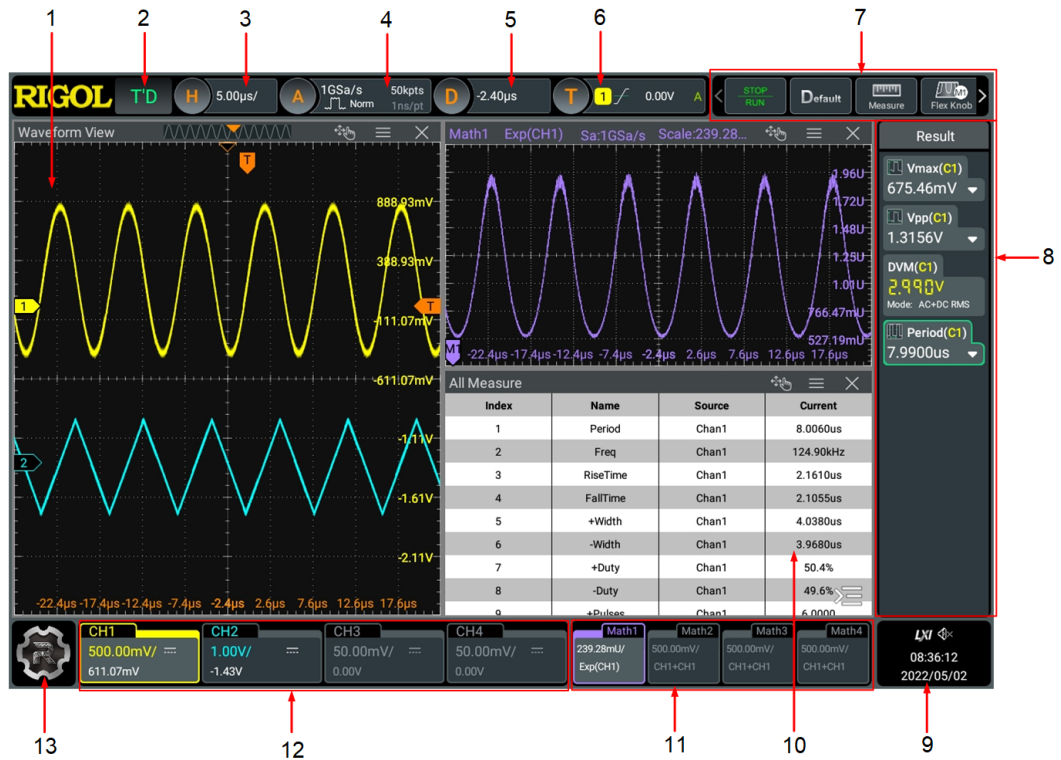 1 2 3 4 5 6 7
RIGOL T'D H 5.00µs/ A 1GSa/s 50kpts Norm 1ns/pt D -2.40µs T 1 0.00V A STOP RUN Default Measure Flex Knob M1
Waveform View
T
888.93mV
388.93mV
1 T
-111.07mV
-611.07mV
-1.11V
2
-1.61V
-2.11V
-22.4µs -17.4µs -12.4µs -7.4µs -2.4µs 2.6µs 7.6µs 12.6µs 17.6µs
Math1 Exp(CH1) Sa:1GSa/s Scale:239.28...
1.96U
1.72U
1.48U
1.25U
1.01U
766.47mU
527.19mU
M1
-22.4µs -17.4µs -12.4µs -7.4µs -2.4µs 2.6µs 7.6µs 12.6µs 17.6µs
All Measure
Index Name Source Current
1 Period Chan1 8.0060us
2 Freq Chan1 124.90kHz
3 RiseTime Chan1 2.1610us
4 FallTime Chan1 2.1055us
5 +Width Chan1 4.0380us
6 -Width Chan1 3.9680us
7 +Duty Chan1 50.4%
8 -Duty Chan1 49.6%
9 +Pulses Chan1 6.0000
Result
Vmax(C1)
675.46mV
Vpp(C1)
1.3156V
DVM(C1)
2.990V
Mode: AC+DC RMS
Period(C1)
7.9900us
8
R
CH1
500.00mV/
611.07mV
CH2
1.00V/
-1.43V
CH3
50.00mV/
0.00V
CH4
50.00mV/
0.00V
Math1
239.28mU/
Exp(CH1)
Math2
500.00mV/
CH1+CH1
Math3
500.00mV/
CH1+CH1
Math4
500.00mV/
CH1+CH1
LXI
08:36:12
2022/05/02
13 12 11 10 9